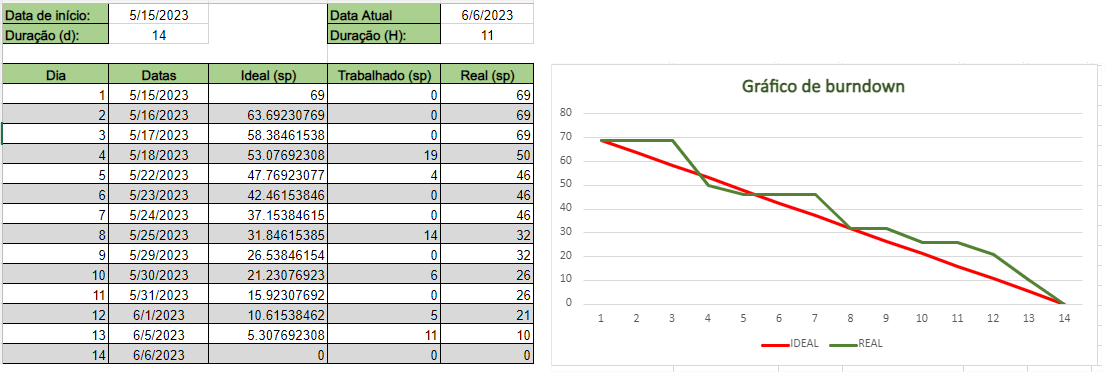 Data de início: 5/15/2023 Data Atual 6/6/2023
Duração (d): 14 Duração (H): 11
Dia Datas Ideal (sp) Trabalhado (sp) Real (sp)
1 5/15/2023 69 0 69
2 5/16/2023 63.69230769 0 69
3 5/17/2023 58.38461538 0 69
4 5/18/2023 53.07692308 19 50
5 5/22/2023 47.76923077 4 46
6 5/23/2023 42.46153846 0 46
7 5/24/2023 37.15384615 0 46
8 5/25/2023 31.84615385 14 32
9 5/29/2023 26.53846154 0 32
10 5/30/2023 21.23076923 6 26
11 5/31/2023 15.92307692 0 26
12 6/1/2023 10.61538462 5 21
13 6/5/2023 5.307692308 11 10
14 6/6/2023 0 0 0
Gráfico de burndown
80
70
60
50
40
30
20
10
0
1 2 3 4 5 6 7 8 9 10 11 12 13 14
IDEAL REAL